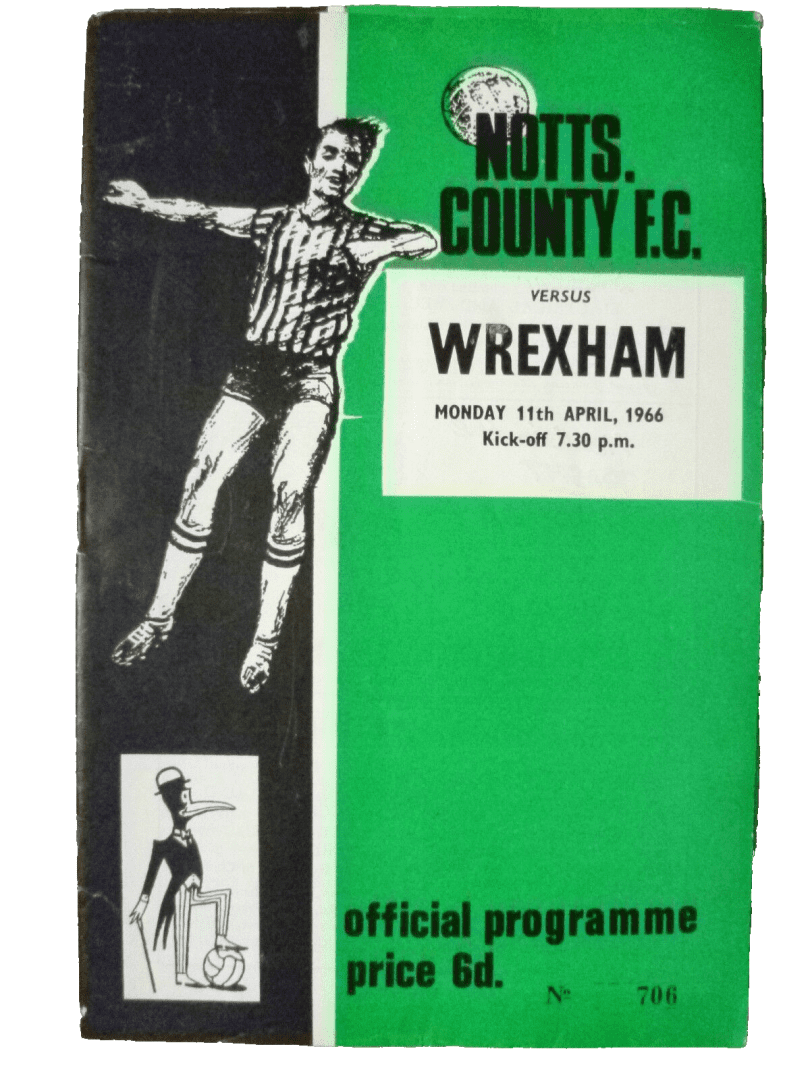 NOTTS.
COUNTY F.C.
VERSUS
WREXHAM
MONDAY 11th APRIL, 1966
Kick-off 7.30 p.m.
official programme
price 6d.
Nº 706